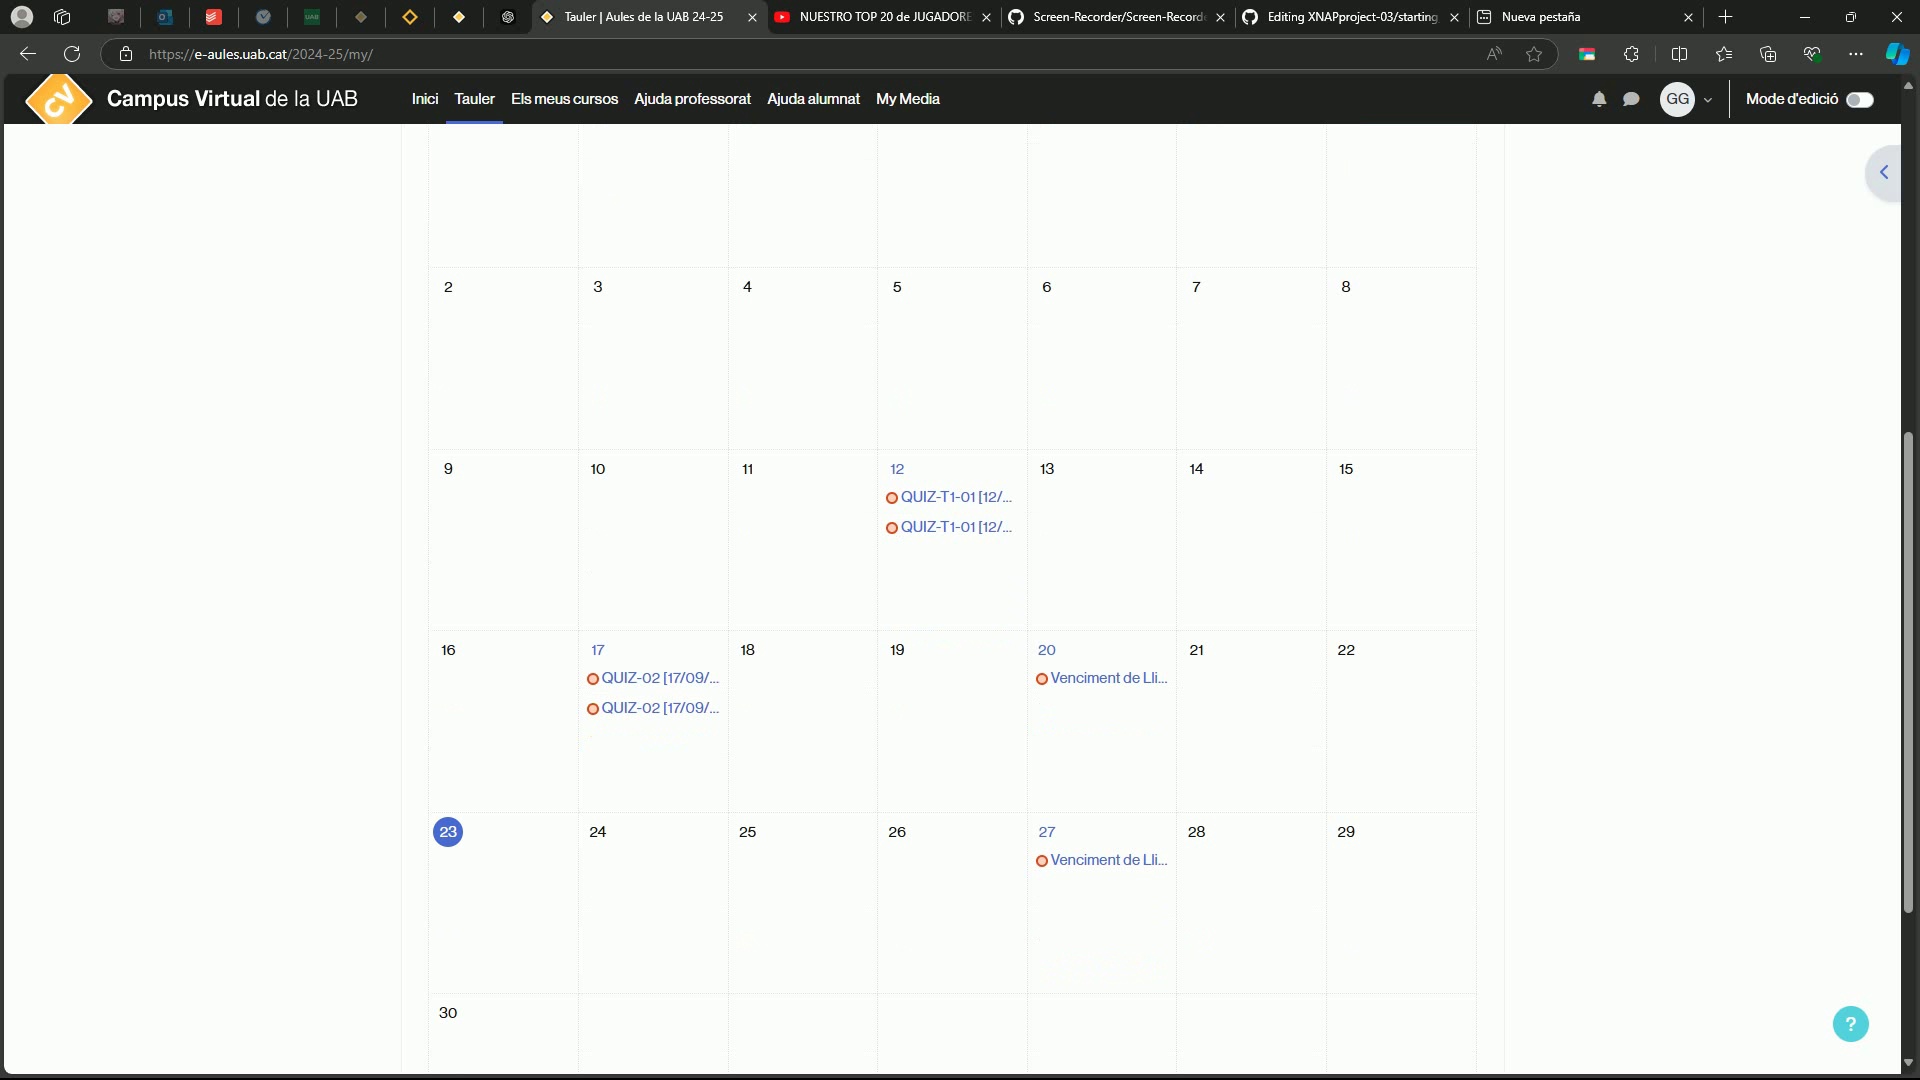 Tauler | Aules de la UAB 24-25
NUESTRO TOP 20 de JUGADORE
Screen-Recorder/Screen-Record
Editing XNAPproject-03/starting
Nueva pestaña
https://e-aules.uab.cat/2024-25/my/
CV
Campus Virtual de la UAB
Inici
Tauler
Els meus cursos
Ajuda professorat
Ajuda alumnat
My Media
GG
Mode d'edició
2 3 4 5 6 7 8
9 10 11 12 13 14 15
QUIZ-T1-01 [12/...
QUIZ-T1-01 [12/...
16 17 18 19 20 21 22
QUIZ-02 [17/09/... Venciment de Lli...
QUIZ-02 [17/09/...
23 24 25 26 27 28 29
Venciment de Lli...
30
?